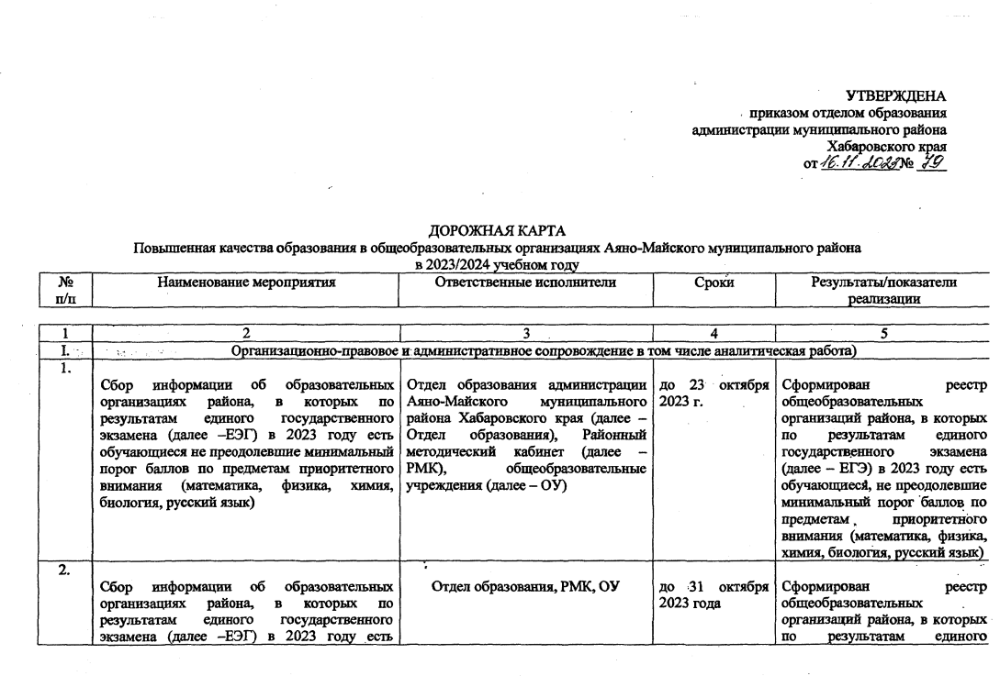 УТВЕРЖДЕНА
приказом отделом образования
администрации муниципального района
Хабаровского края
от 16.11.2023№ 79
ДОРОЖНАЯ КАРТА
Повышенная качества образования в общеобразовательных организациях Аяно-Майского муниципального района
в 2023/2024 учебном году
№
п/п
Наименование мероприятия
Ответственные исполнители
Сроки
Результаты/показатели
реализации
1
2
3
4
5
I.
Организационно-правовое и административное сопровождение в том числе аналитическая работа)
1.
Сбор информации об образовательных
организациях района, в которых по
результатам единого государственного
экзамена (далее –ЕЭГ) в 2023 году есть
обучающиеся не преодолевшие минимальный
порог баллов по предметам приоритетного
внимания (математика, физика, химия,
биология, русский язык)
Отдел образования администрации
Аяно-Майского муниципального
района Хабаровского края (далее –
Отдел образования), Районный
методический кабинет (далее –
РМК), общеобразовательные
учреждения (далее – ОУ)
до 23 октября
2023 г.
Сформирован реестр
общеобразовательных
организаций района, в которых
по результатам единого
государственного экзамена
(далее – ЕГЭ) в 2023 году есть
обучающиеся, не преодолевшие
минимальный порог баллов по
предметам приоритетного
внимания (математика, физика,
химия, биология, русский язык)
2.
Сбор информации об образовательных
организациях района, в которых по
результатам единого государственного
экзамена (далее –ЕЭГ) в 2023 году есть
Отдел образования, РМК, ОУ
до 31 октября
2023 года
Сформирован реестр
общеобразовательных
организаций района, в которых
по результатам единого